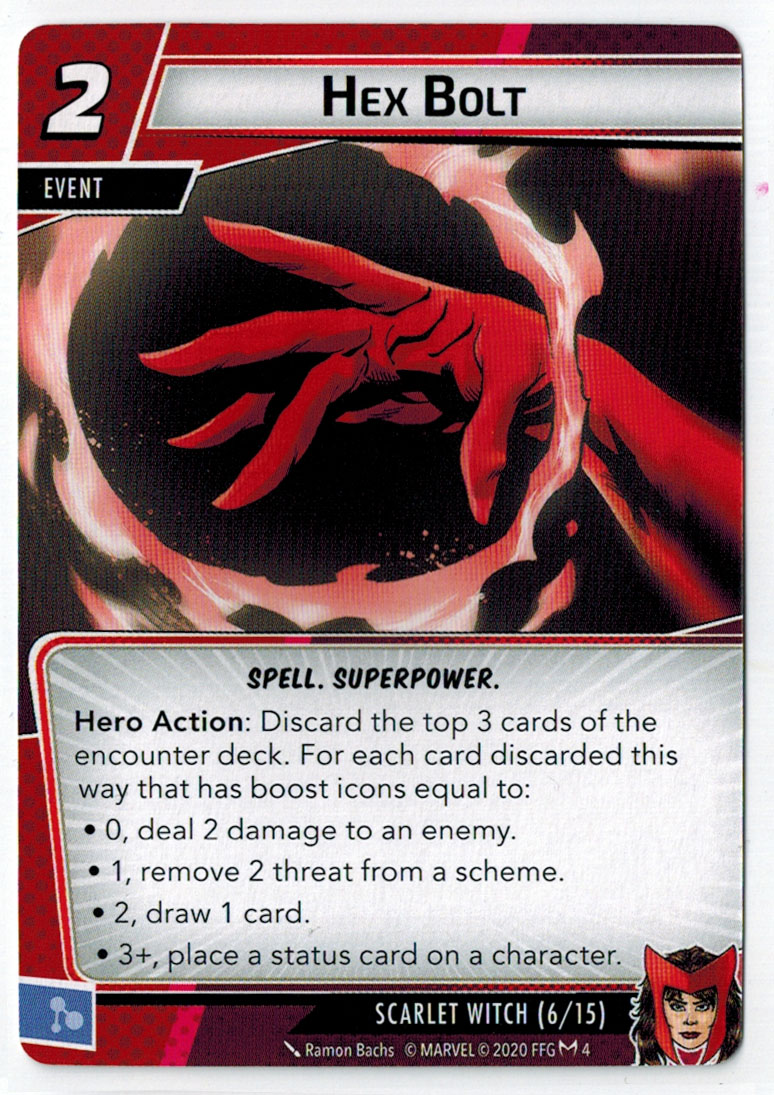 2
HEX BOLT
EVENT
SPELL. SUPERPOWER.
Hero Action: Discard the top 3 cards of the
encounter deck. For each card discarded this
way that has boost icons equal to:
• 0, deal 2 damage to an enemy.
• 1, remove 2 threat from a scheme.
• 2, draw 1 card.
• 3+, place a status card on a character.
SCARLET WITCH (6/15)
Ramon Bachs © MARVEL © 2020 FFG 4